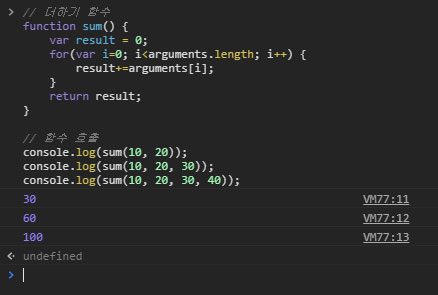 > // 더하기 함수
function sum() {
    var result = 0;
    for(var i=0; i<arguments.length; i++) {
        result+=arguments[i];
    }
    return result;
}

// 함수 호출
console.log(sum(10, 20));
console.log(sum(10, 20, 30));
console.log(sum(10, 20, 30, 40));
30 VM77:11
60 VM77:12
100 VM77:13
undefined
>